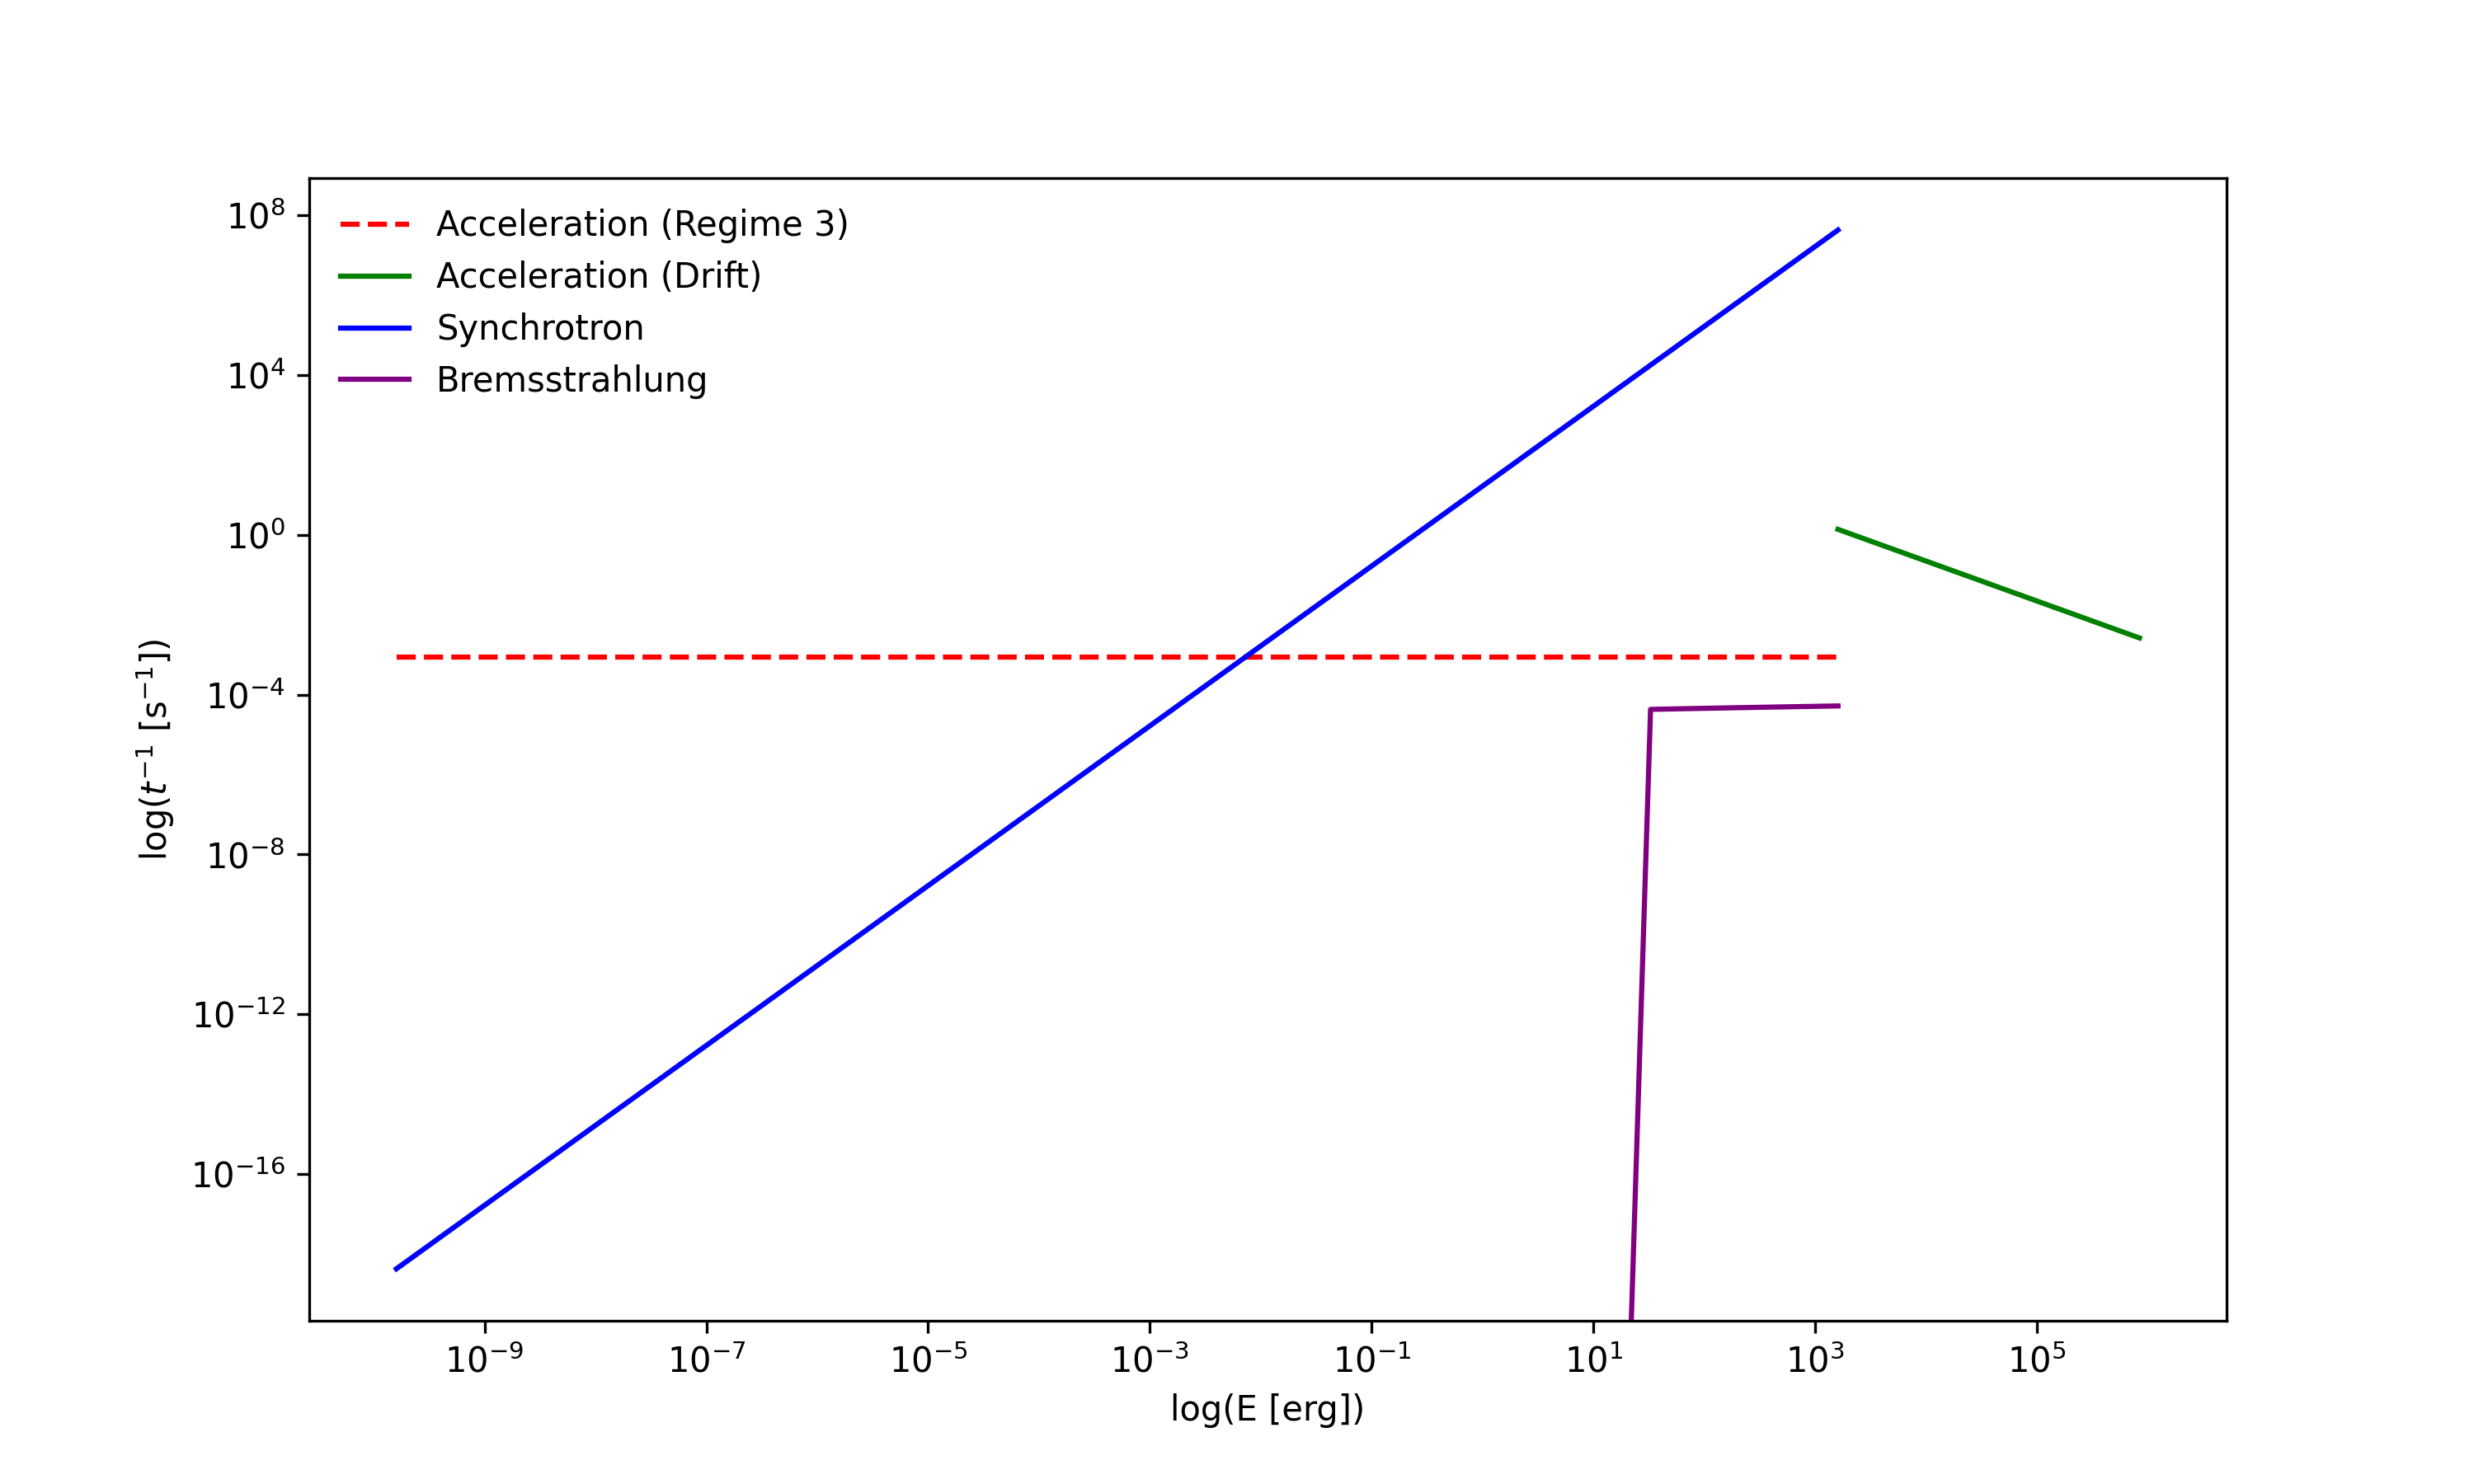 Acceleration (Regime 3)
Acceleration (Drift)
Synchrotron
Bremsstrahlung
10⁸
10⁴
10⁰
10⁻⁴
10⁻⁸
10⁻¹²
10⁻¹⁶
log(t⁻¹ [s⁻¹])
10⁻⁹ 10⁻⁷ 10⁻⁵ 10⁻³ 10⁻¹ 10¹ 10³ 10⁵
log(E [erg])